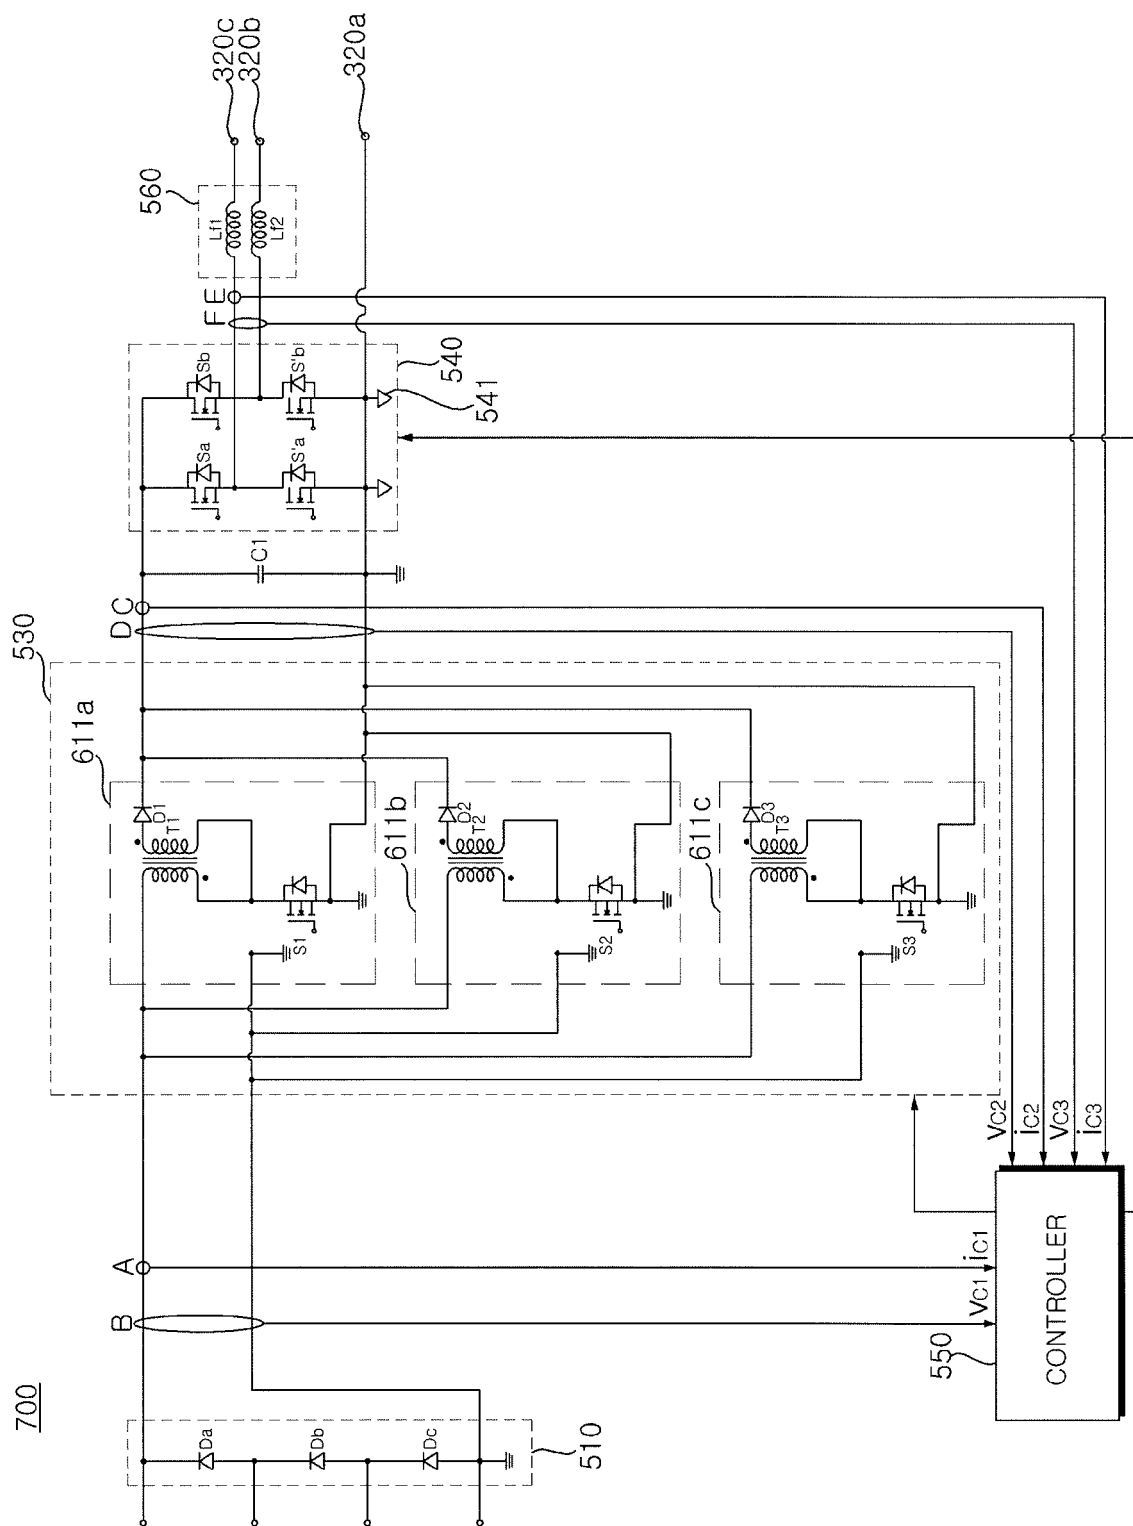 700
530
611a
611b
611c
D1
T1
S1
D2
T2
S2
D3
T3
S3
B
A
D
C
C1
Sa
Sb
S'a
S'b
540
541
F
E
560
Lf1
Lf2
320c
320b
320a
Da
Db
Dc
510
VC1
iC1
VC2
iC2
VC3
iC3
550
CONTROLLER